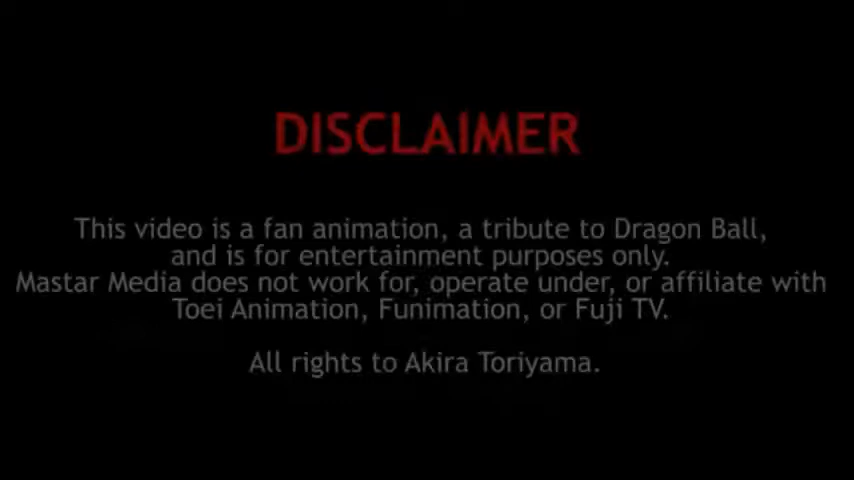 DISCLAIMER
This video is a fan animation, a tribute to Dragon Ball,
and is for entertainment purposes only.
Mastar Media does not work for, operate under, or affiliate with
Toei Animation, Funimation, or Fuji TV.
All rights to Akira Toriyama.